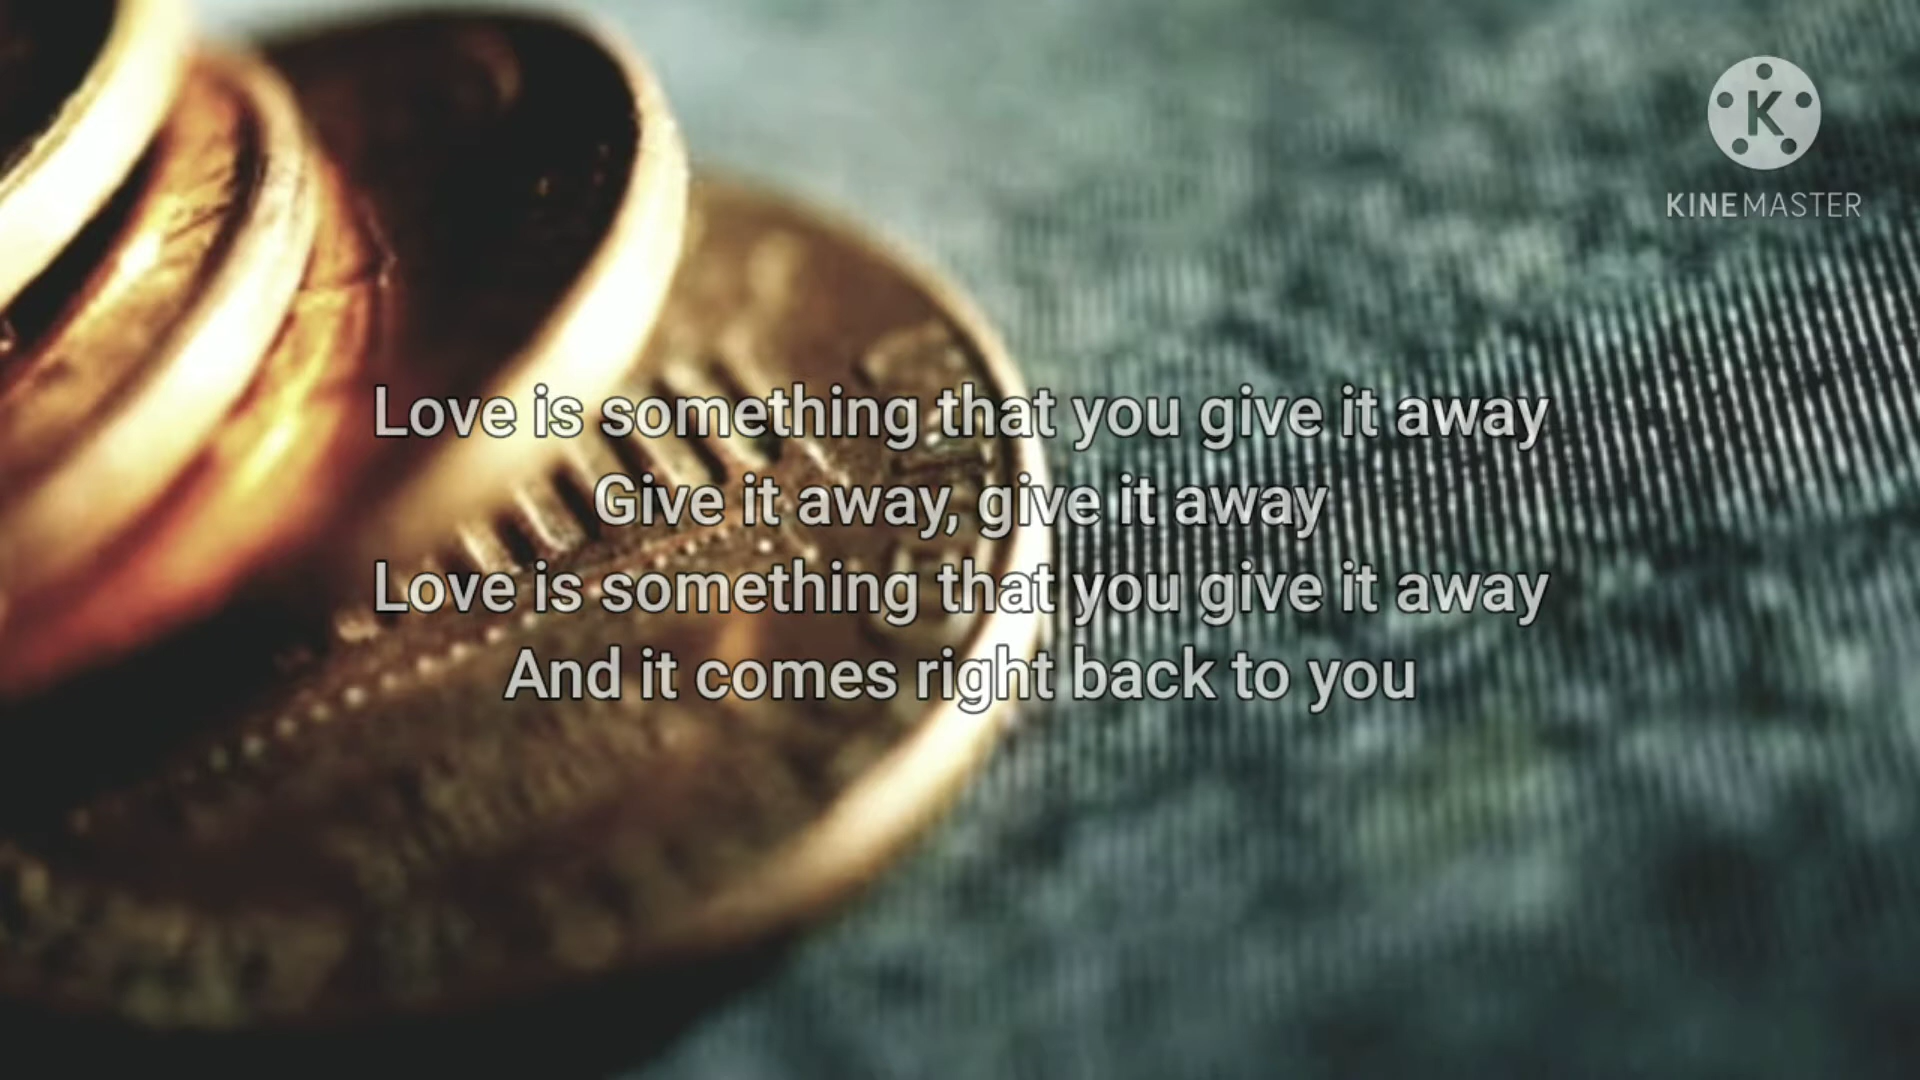 K
KINEMASTER
Love is something that you give it away
Give it away, give it away
Love is something that you give it away
And it comes right back to you